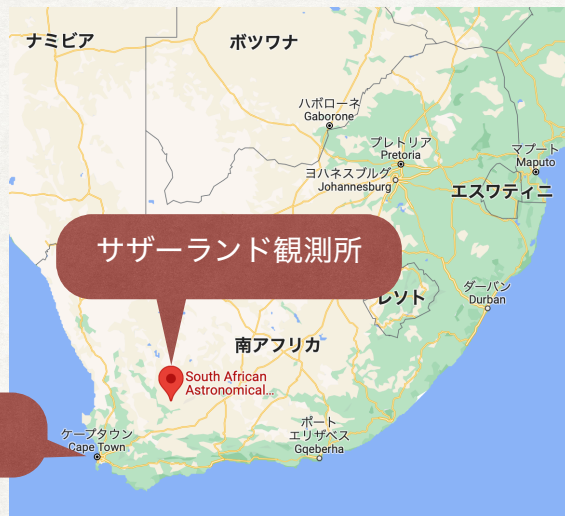 ナミビア
ボツワナ
ハボローネ
Gaborone
プレトリア
Pretoria
マプート
Maputo
ヨハネスブルグ
Johannesburg
エスワティニ
サザーランド観測所
レソト
ダーバン
Durban
南アフリカ
South African
Astronomical...
ケープタウン
Cape Town
ポート
エリザベス
Gqeberha